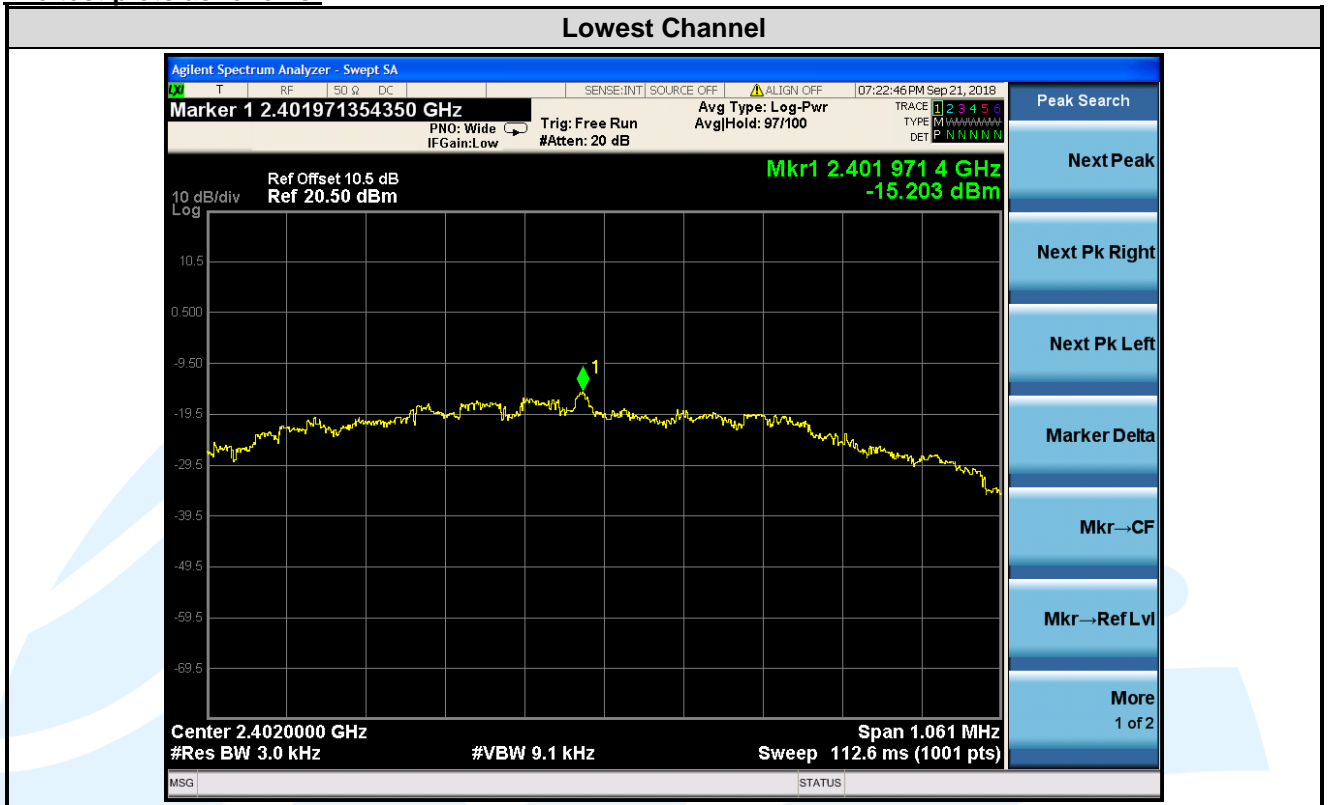 Lowest Channel
Agilent Spectrum Analyzer - Swept SA
LXI T RF 50 Ω DC SENSE:INT SOURCE OFF ALIGN OFF 07:22:46 PM Sep 21, 2018
Marker 1 2.401971354350 GHz
PNO: Wide
IFGain:Low
Trig: Free Run
#Atten: 20 dB
Avg Type: Log-Pwr
Avg|Hold: 97/100
TRACE 1 2 3 4 5 6
TYPE M WWWWW
DET P N N N N N
Mkr1 2.401 971 4 GHz
-15.203 dBm
Ref Offset 10.5 dB
10 dB/div Ref 20.50 dBm
Log
10.5
0.500
-9.50
-19.5
-29.5
-39.5
-49.5
-59.5
-69.5
1
Center 2.4020000 GHz
Span 1.061 MHz
#Res BW 3.0 kHz
#VBW 9.1 kHz
Sweep 112.6 ms (1001 pts)
MSG
STATUS
Peak Search
Next Peak
Next Pk Right
Next Pk Left
Marker Delta
Mkr→CF
Mkr→Ref Lvl
More
1 of 2